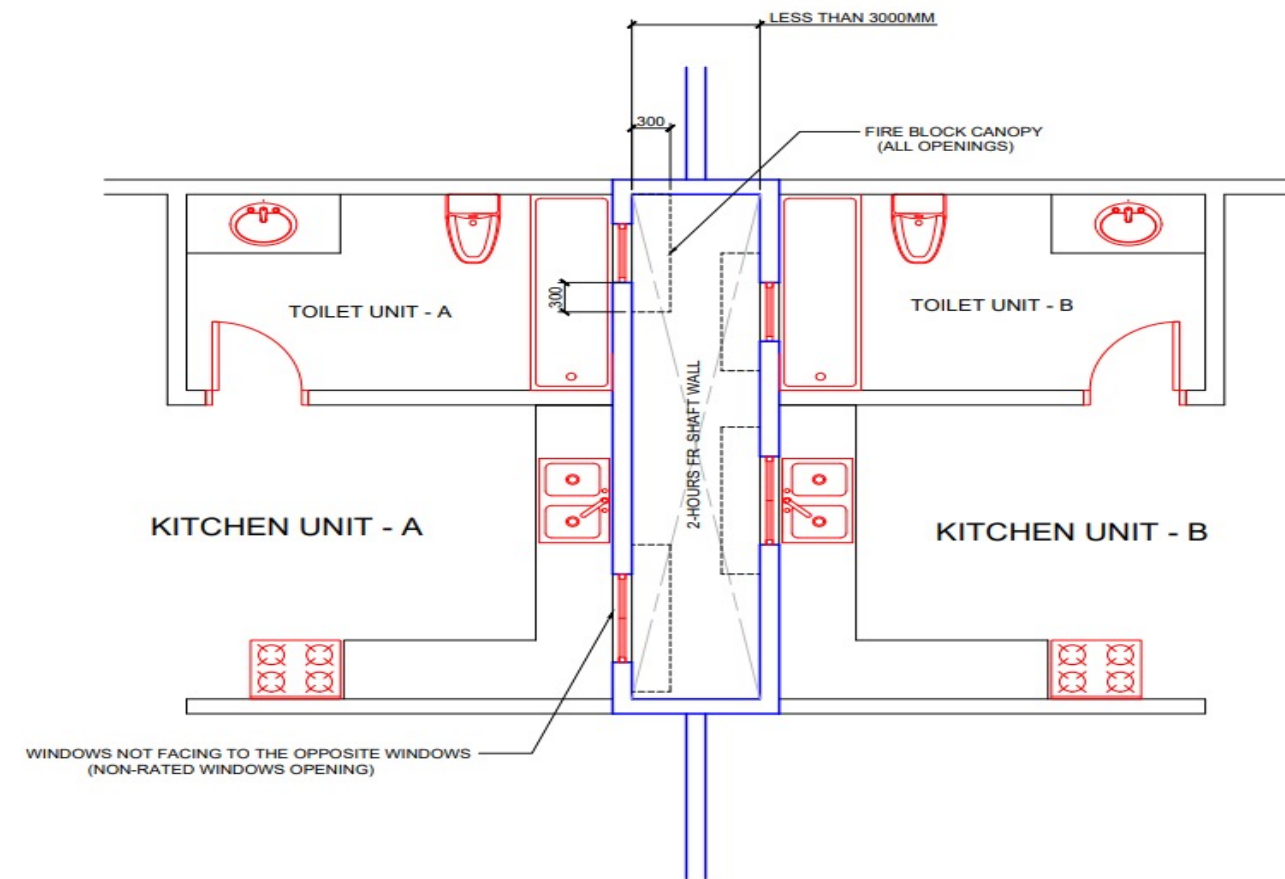 LESS THAN 3000MM
300
FIRE BLOCK CANOPY
(ALL OPENINGS)
300
TOILET UNIT - A
TOILET UNIT - B
2-HOURS FR SHAFT WALL
KITCHEN UNIT - A
KITCHEN UNIT - B
WINDOWS NOT FACING TO THE OPPOSITE WINDOWS
(NON-RATED WINDOWS OPENING)